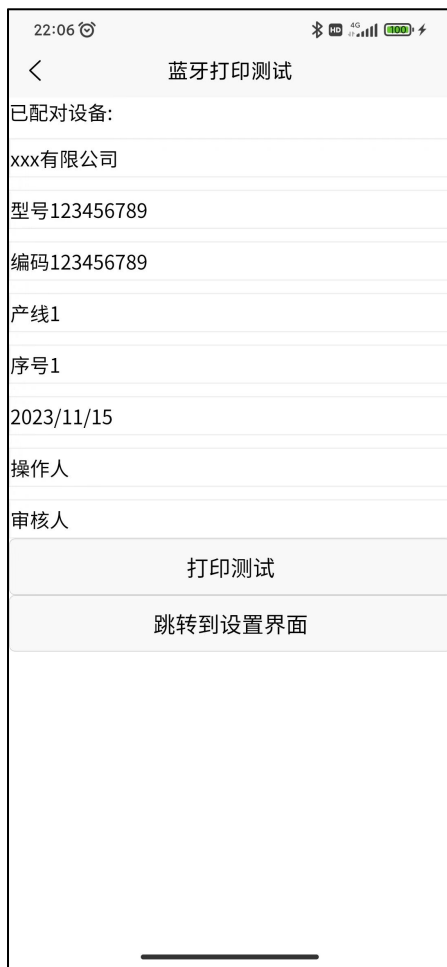 22:06
HD 4G 100
蓝牙打印测试
已配对设备:
xxx有限公司
型号123456789
编码123456789
产线1
序号1
2023/11/15
操作人
审核人
打印测试
跳转到设置界面